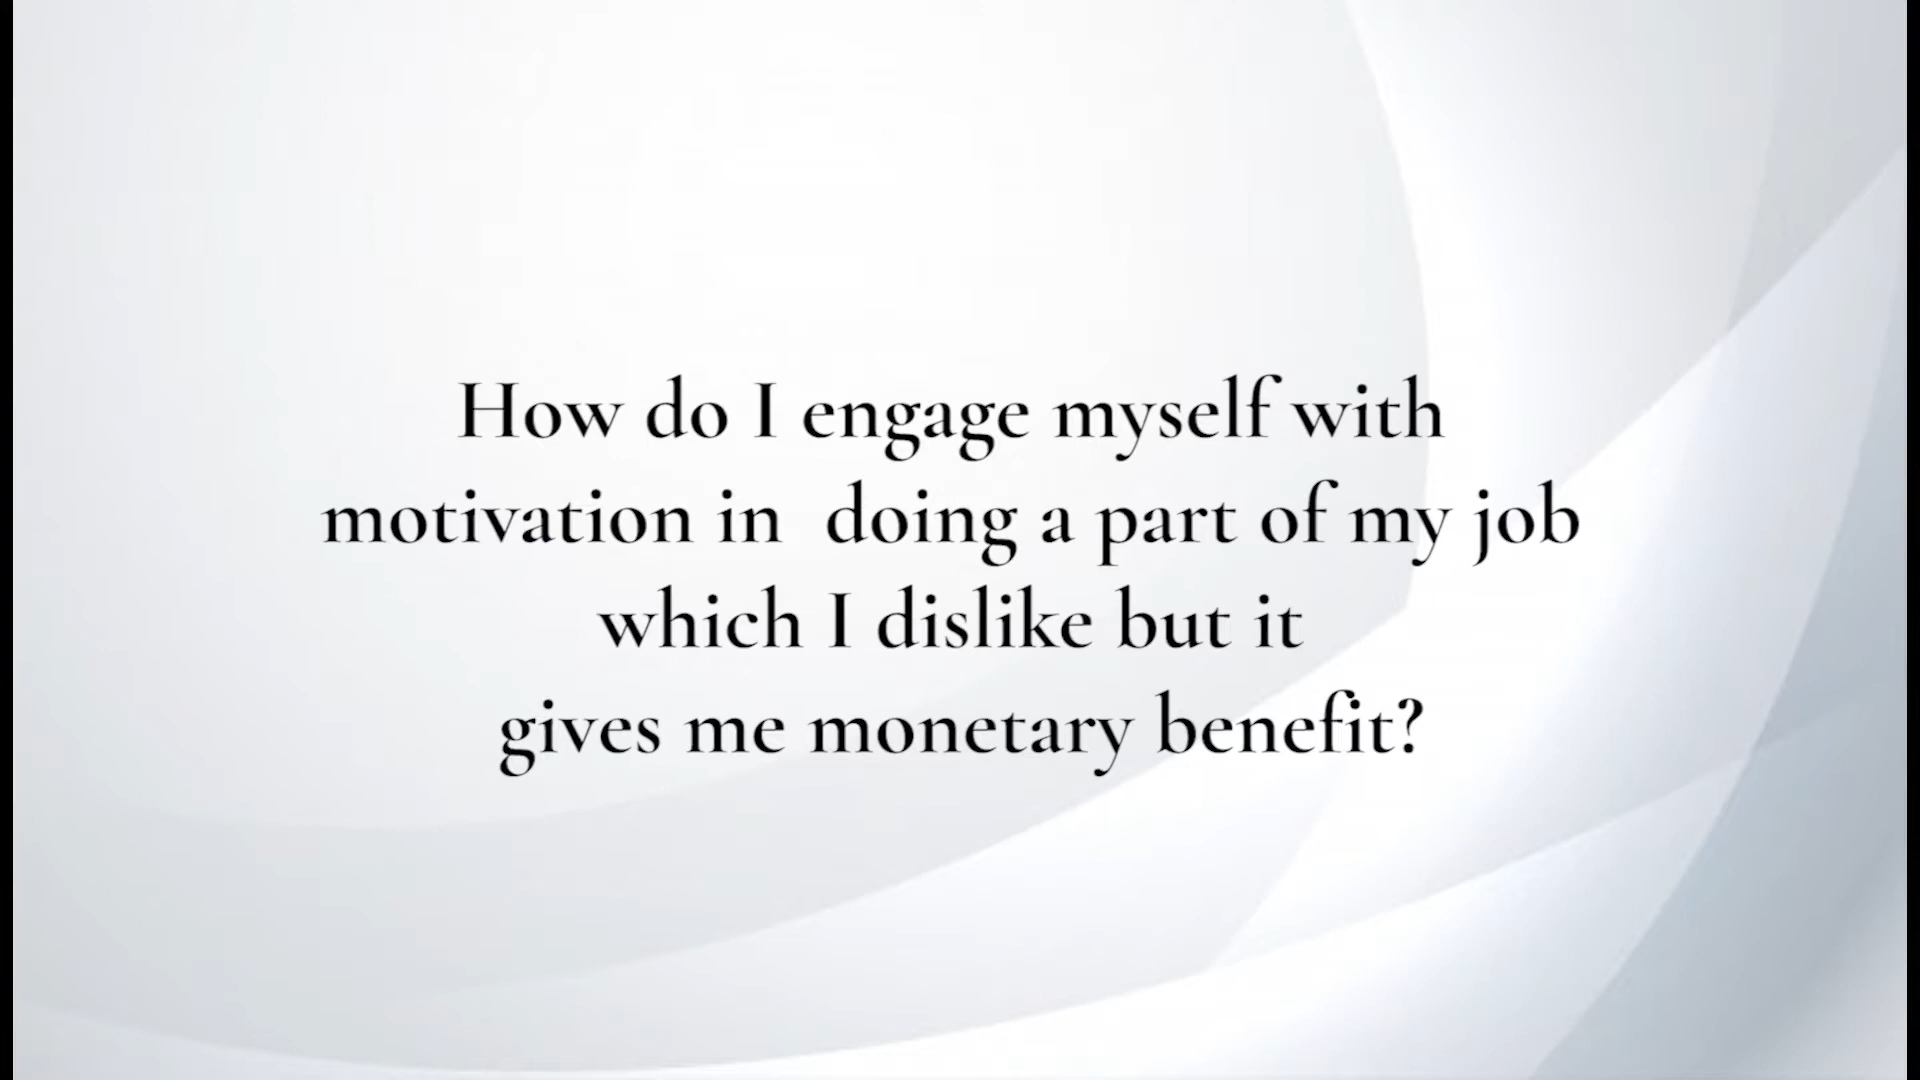 How do I engage myself with
motivation in  doing a part of my job
which I dislike but it
gives me monetary benefit?